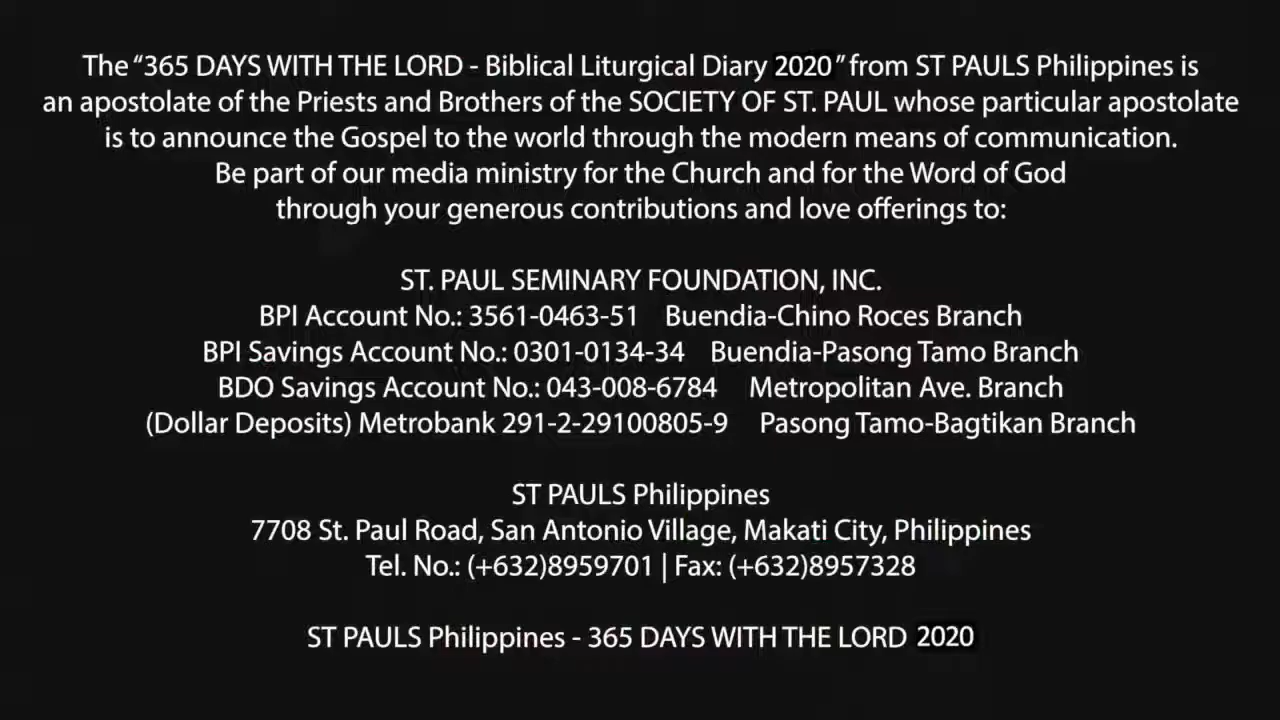 The “365 DAYS WITH THE LORD - Biblical Liturgical Diary 2020” from ST PAULS Philippines is
an apostolate of the Priests and Brothers of the SOCIETY OF ST. PAUL whose particular apostolate
is to announce the Gospel to the world through the modern means of communication.
Be part of our media ministry for the Church and for the Word of God
through your generous contributions and love offerings to:
ST. PAUL SEMINARY FOUNDATION, INC.
BPI Account No.: 3561-0463-51 Buendia-Chino Roces Branch
BPI Savings Account No.: 0301-0134-34 Buendia-Pasong Tamo Branch
BDO Savings Account No.: 043-008-6784 Metropolitan Ave. Branch
(Dollar Deposits) Metrobank 291-2-29100805-9 Pasong Tamo-Bagtikan Branch
ST PAULS Philippines
7708 St. Paul Road, San Antonio Village, Makati City, Philippines
Tel. No.: (+632)8959701 | Fax: (+632)8957328
ST PAULS Philippines - 365 DAYS WITH THE LORD 2020